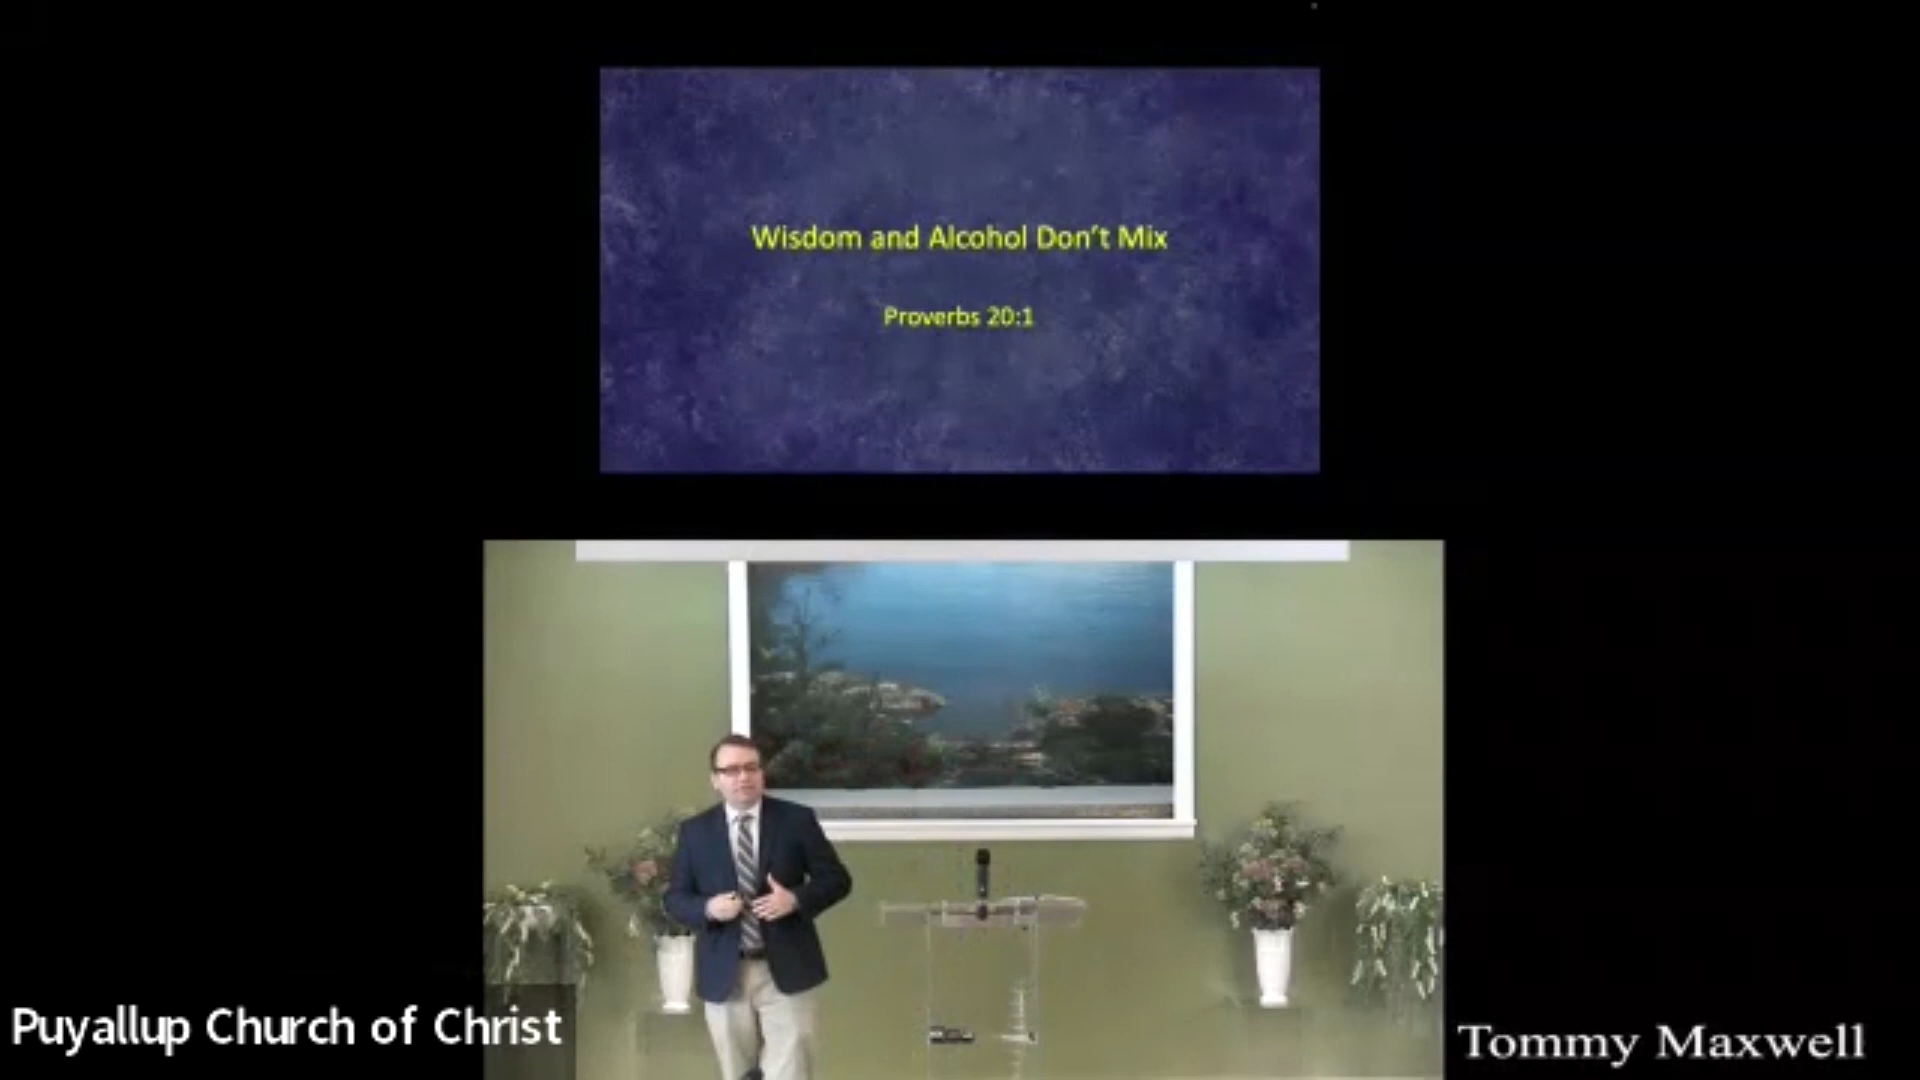 Wisdom and Alcohol Don't Mix
Proverbs 20:1
Puyallup Church of Christ
Tommy Maxwell